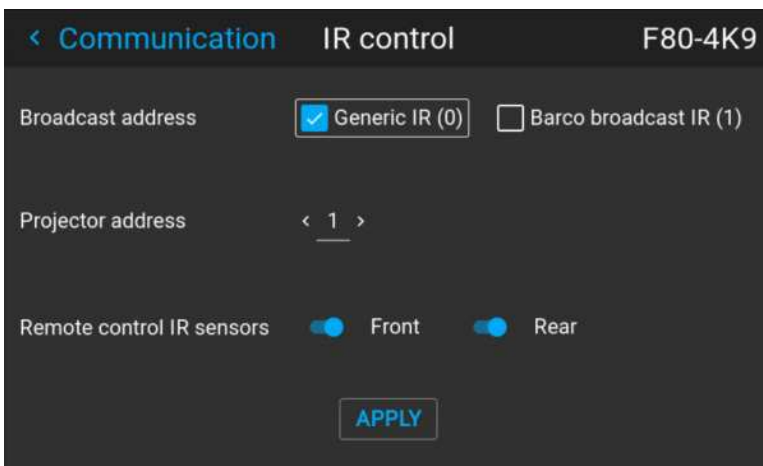 < Communication IR control F80-4K9
Broadcast address Generic IR (0) Barco broadcast IR (1)
Projector address < 1 >
Remote control IR sensors Front Rear
APPLY